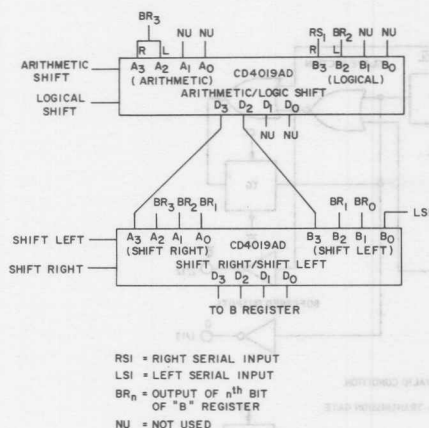 BR3
NU NU
RS1 BR2 NU NU
R L
R L
ARITHMETIC SHIFT
A3 A2 A1 A0
CD4019AD
B3 B2 B1 B0
(ARITHMETIC)
(LOGICAL)
ARITHMETIC/LOGIC SHIFT
LOGICAL SHIFT
D3 D2 D1 D0
NU NU
BR3 BR2 BR1
BR1 BR0
LSI
SHIFT LEFT
A3 A2 A1 A0
CD4019AD
B3 B2 B1 B0
(SHIFT RIGHT)
(SHIFT LEFT)
SHIFT RIGHT
SHIFT RIGHT/SHIFT LEFT
D3 D2 D1 D0
TO B REGISTER
RSI = RIGHT SERIAL INPUT
LSI = LEFT SERIAL INPUT
BRn = OUTPUT OF nth BIT
OF "B" REGISTER
NU = NOT USED